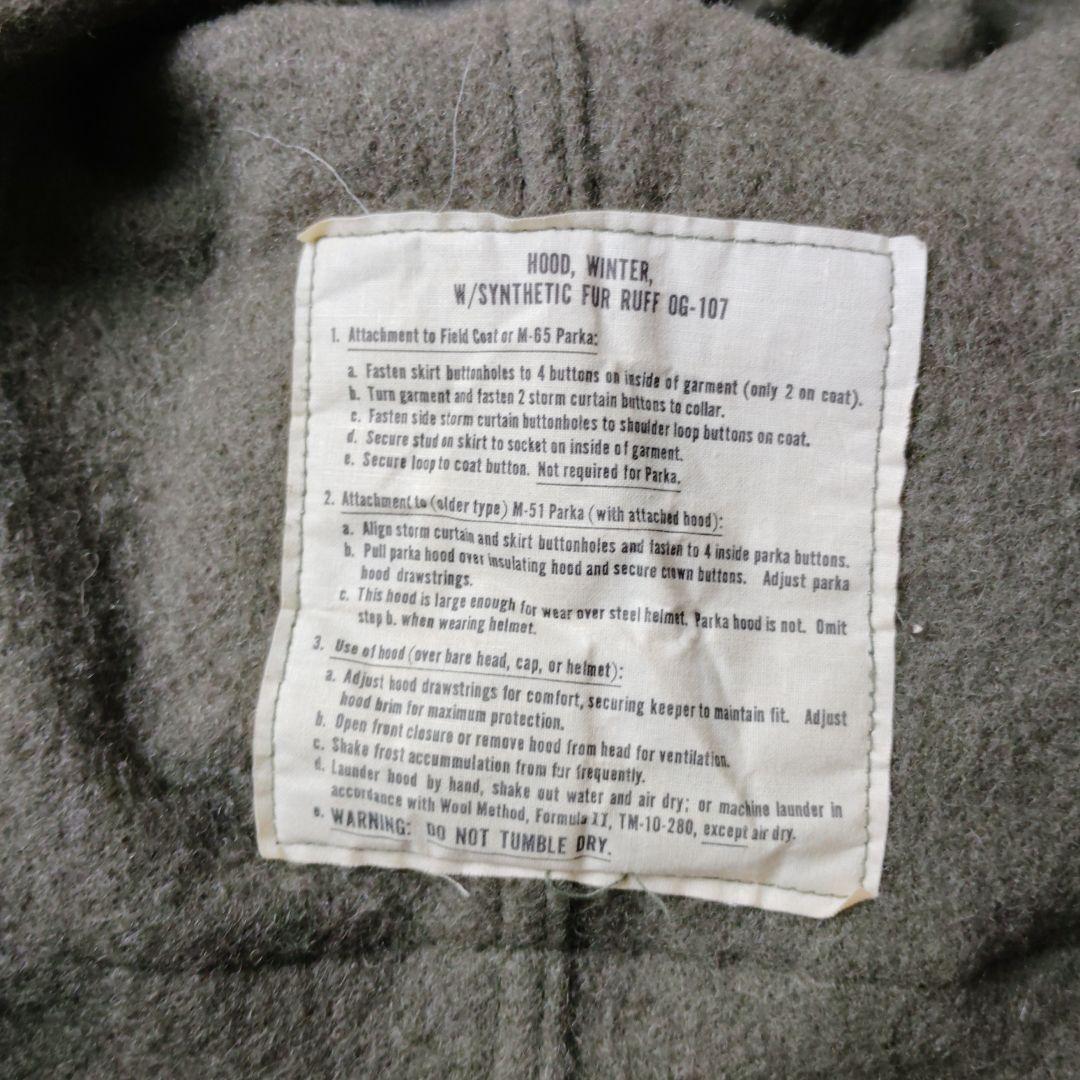 HOOD, WINTER,
W/SYNTHETIC FUR RUFF OG-107
1. Attachment to Field Coat or M-65 Parka:
a. Fasten skirt buttonholes to 4 buttons on inside of garment (only 2 on coat).
b. Turn garment and fasten 2 storm curtain buttons to collar.
c. Fasten side storm curtain buttonholes to shoulder loop buttons on coat.
d. Secure stud on skirt to socket on inside of garment.
e. Secure loop to coat button. Not required for Parka.
2. Attachment to (older type) M-51 Parka (with attached hood):
a. Align storm curtain and skirt buttonholes and fasten to 4 inside parka buttons.
b. Pull parka hood over insulating hood and secure crown buttons. Adjust parka
hood drawstrings.
c. This hood is large enough for wear over steel helmet. Parka hood is not. Omit
step b. when wearing helmet.
3. Use of hood (over bare head, cap, or helmet):
a. Adjust hood drawstrings for comfort, securing keeper to maintain fit. Adjust
hood brim for maximum protection.
b. Open front closure or remove hood from head for ventilation.
c. Shake frost accummulation from fur frequently.
d. Launder hood by hand, shake out water and air dry; or machine launder in
accordance with Wool Method, Formula II, TM-10-280, except air dry.
e. WARNING: DO NOT TUMBLE DRY.